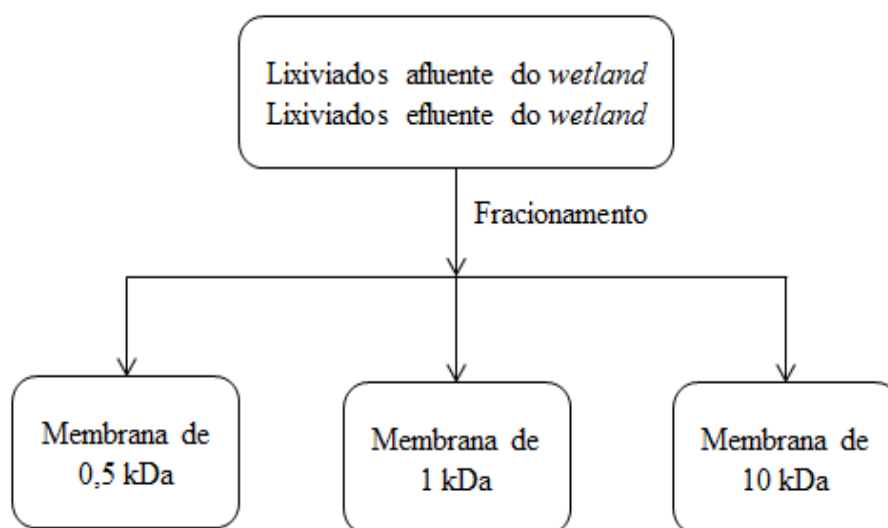 Lixiviados afluente do wetland
Lixiviados efluente do wetland
Fracionamento
Membrana de
0,5 kDa
Membrana de
1 kDa
Membrana de
10 kDa